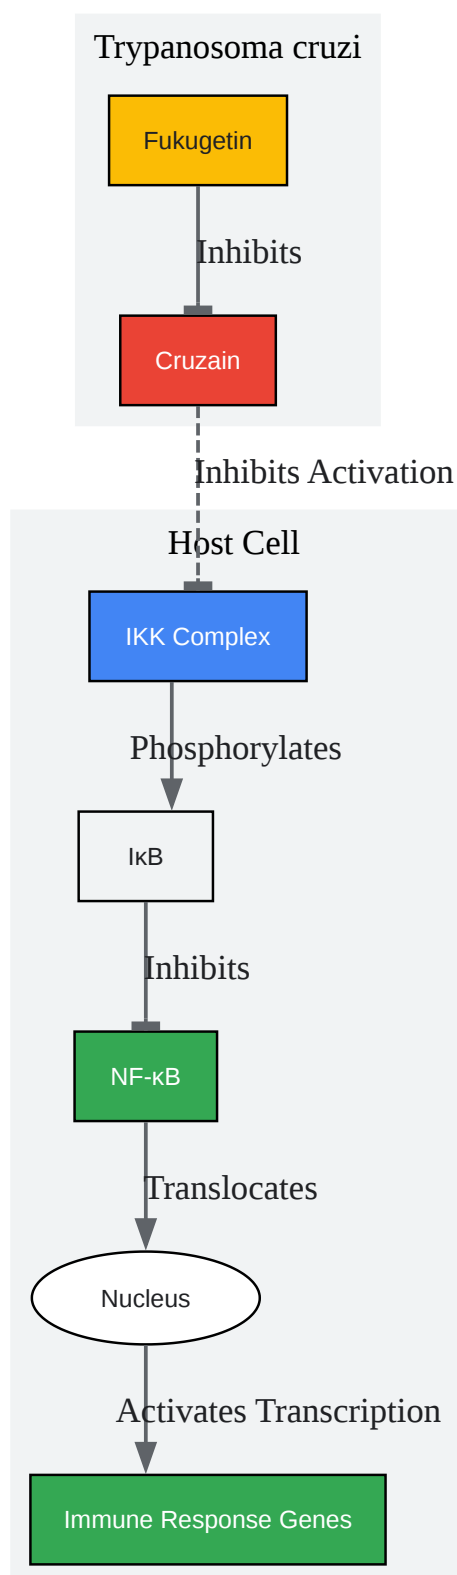 Trypanosoma cruzi
Fukugetin
Inhibits
Cruzain
Inhibits Activation
Host Cell
IKK Complex
Phosphorylates
IκB
Inhibits
NF-κB
Translocates
Nucleus
Activates Transcription
Immune Response Genes